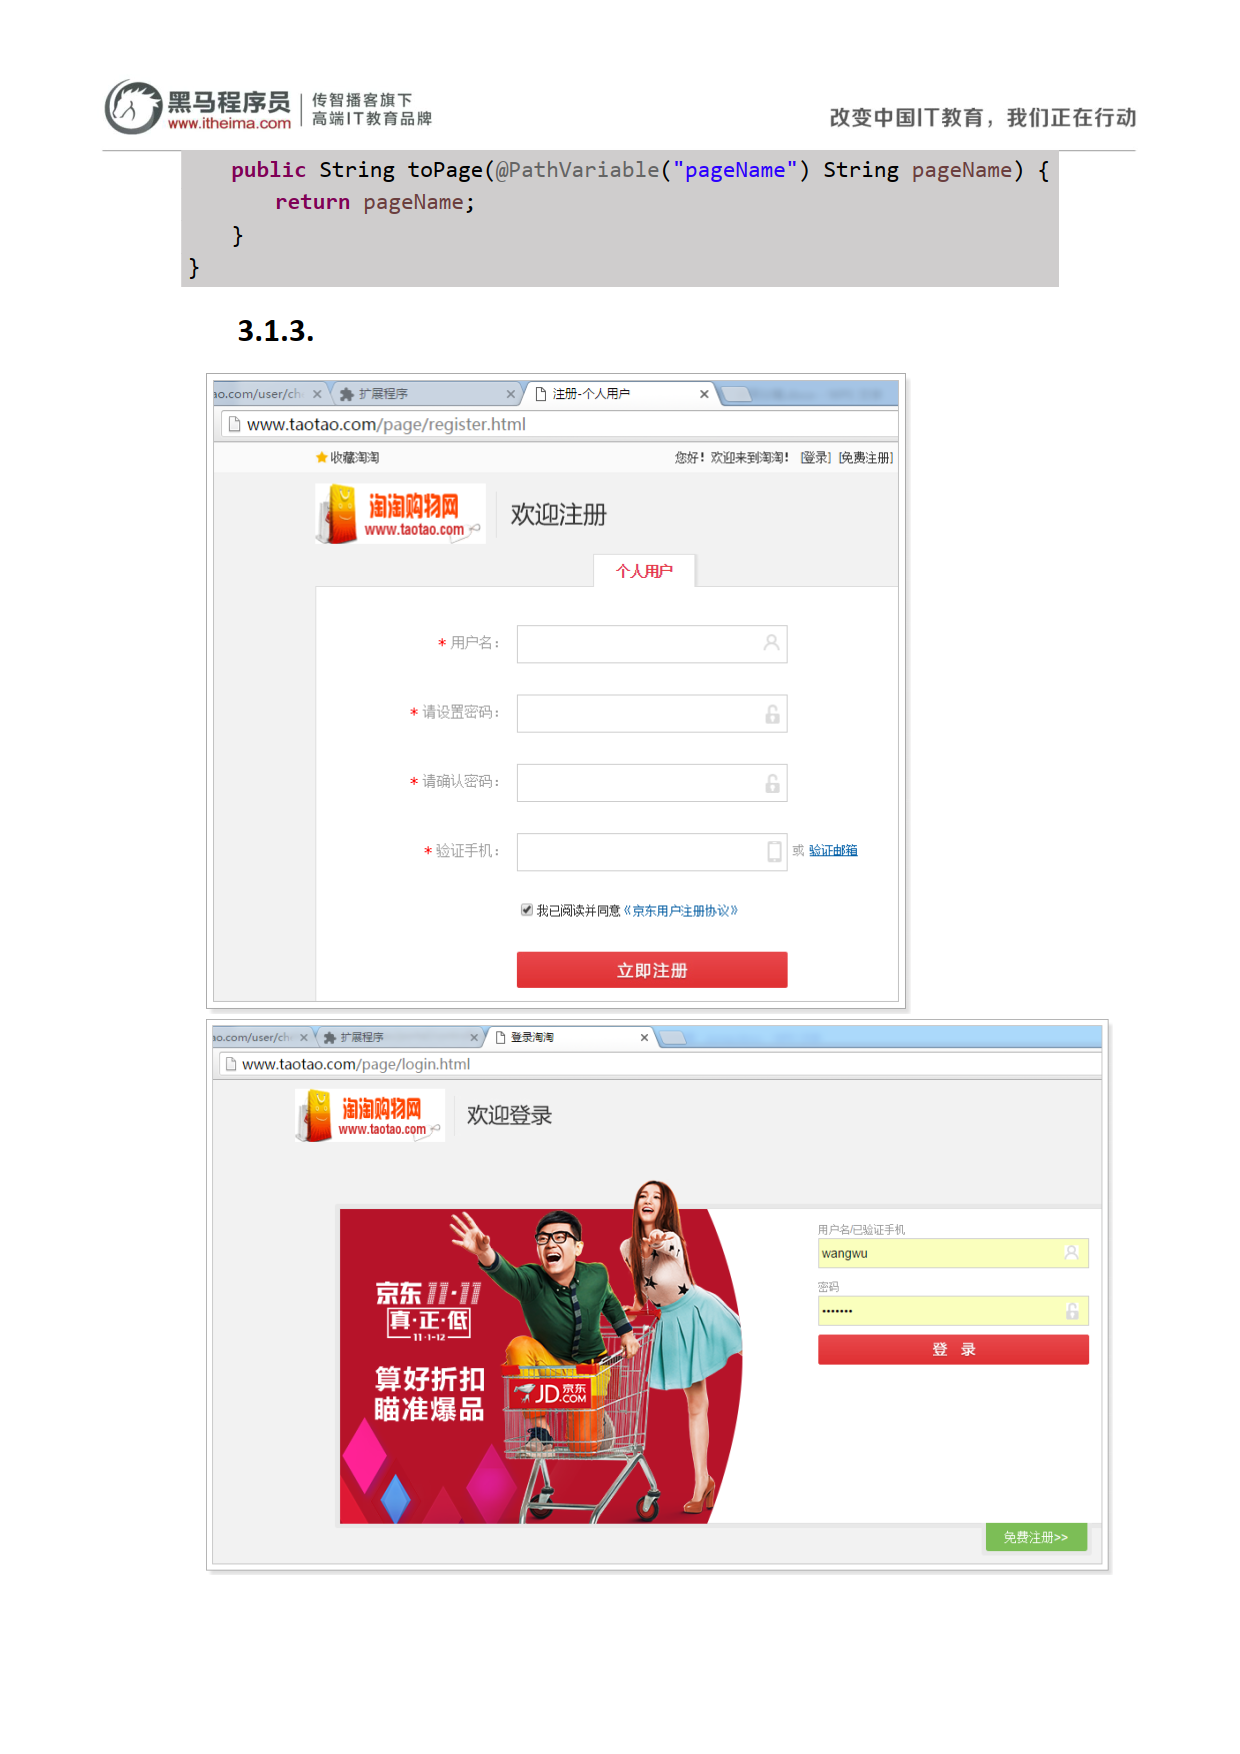 黑马程序员
www.itheima.com
传智播客旗下
高端IT教育品牌
改变中国IT教育，我们正在行动
public String toPage(@PathVariable("pageName") String pageName) {
return pageName;
}
}
3.1.3.
ao.com/user/ch
扩展程序
注册-个人用户
www.taotao.com/page/register.html
收藏淘淘
您好！欢迎来到淘淘！ [登录] [免费注册]
淘淘购物网
www.taotao.com
欢迎注册
个人用户
* 用户名：
* 请设置密码：
* 请确认密码：
* 验证手机：
或 验证邮箱
我已阅读并同意《京东用户注册协议》
立即注册
ao.com/user/ch
扩展程序
登录淘淘
www.taotao.com/page/login.html
淘淘购物网
www.taotao.com
欢迎登录
京东 11·11
真·正·低
11·1-12
算好折扣
瞄准爆品
JD京东
.COM
用户名/已验证手机
wangwu
密码
•••••••
登 录
免费注册>>